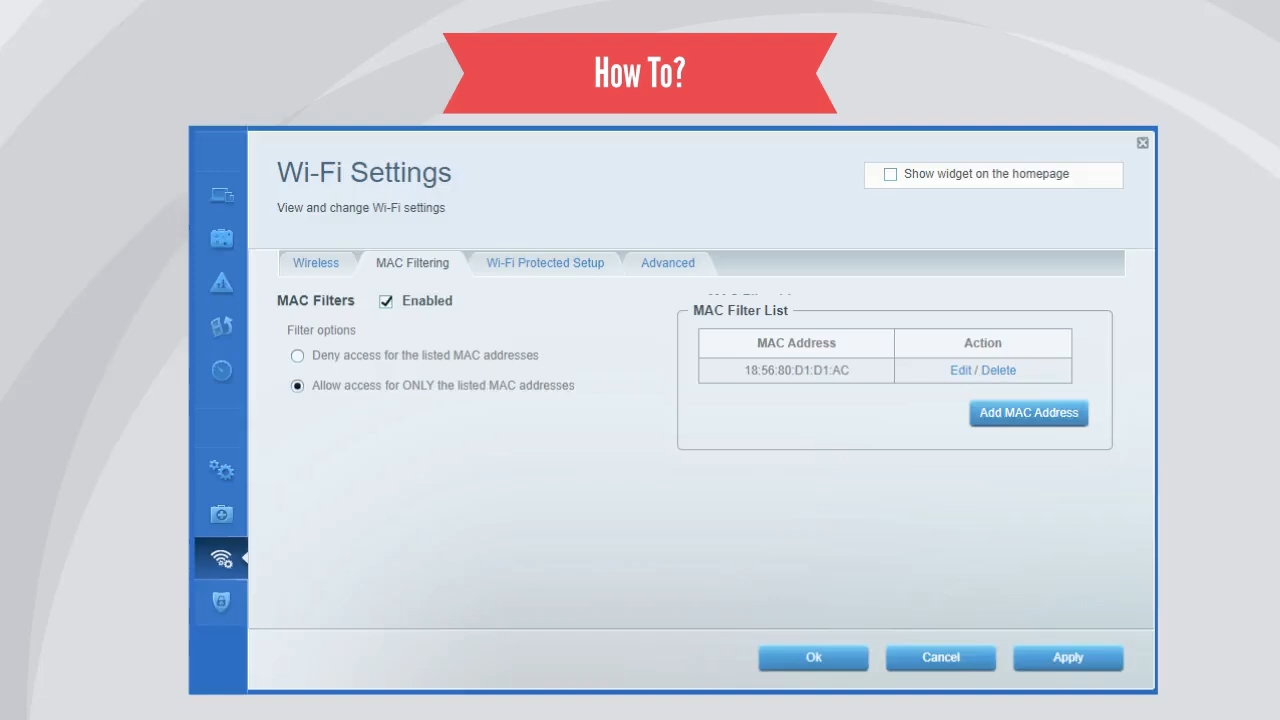 How To?
Wi-Fi Settings
Show widget on the homepage
View and change Wi-Fi settings
Wireless
MAC Filtering
Wi-Fi Protected Setup
Advanced
MAC Filters
Enabled
Filter options
Deny access for the listed MAC addresses
Allow access for ONLY the listed MAC addresses
MAC Filter List
MAC Address
Action
18:56:80:D1:D1:AC
Edit / Delete
Add MAC Address
Ok
Cancel
Apply